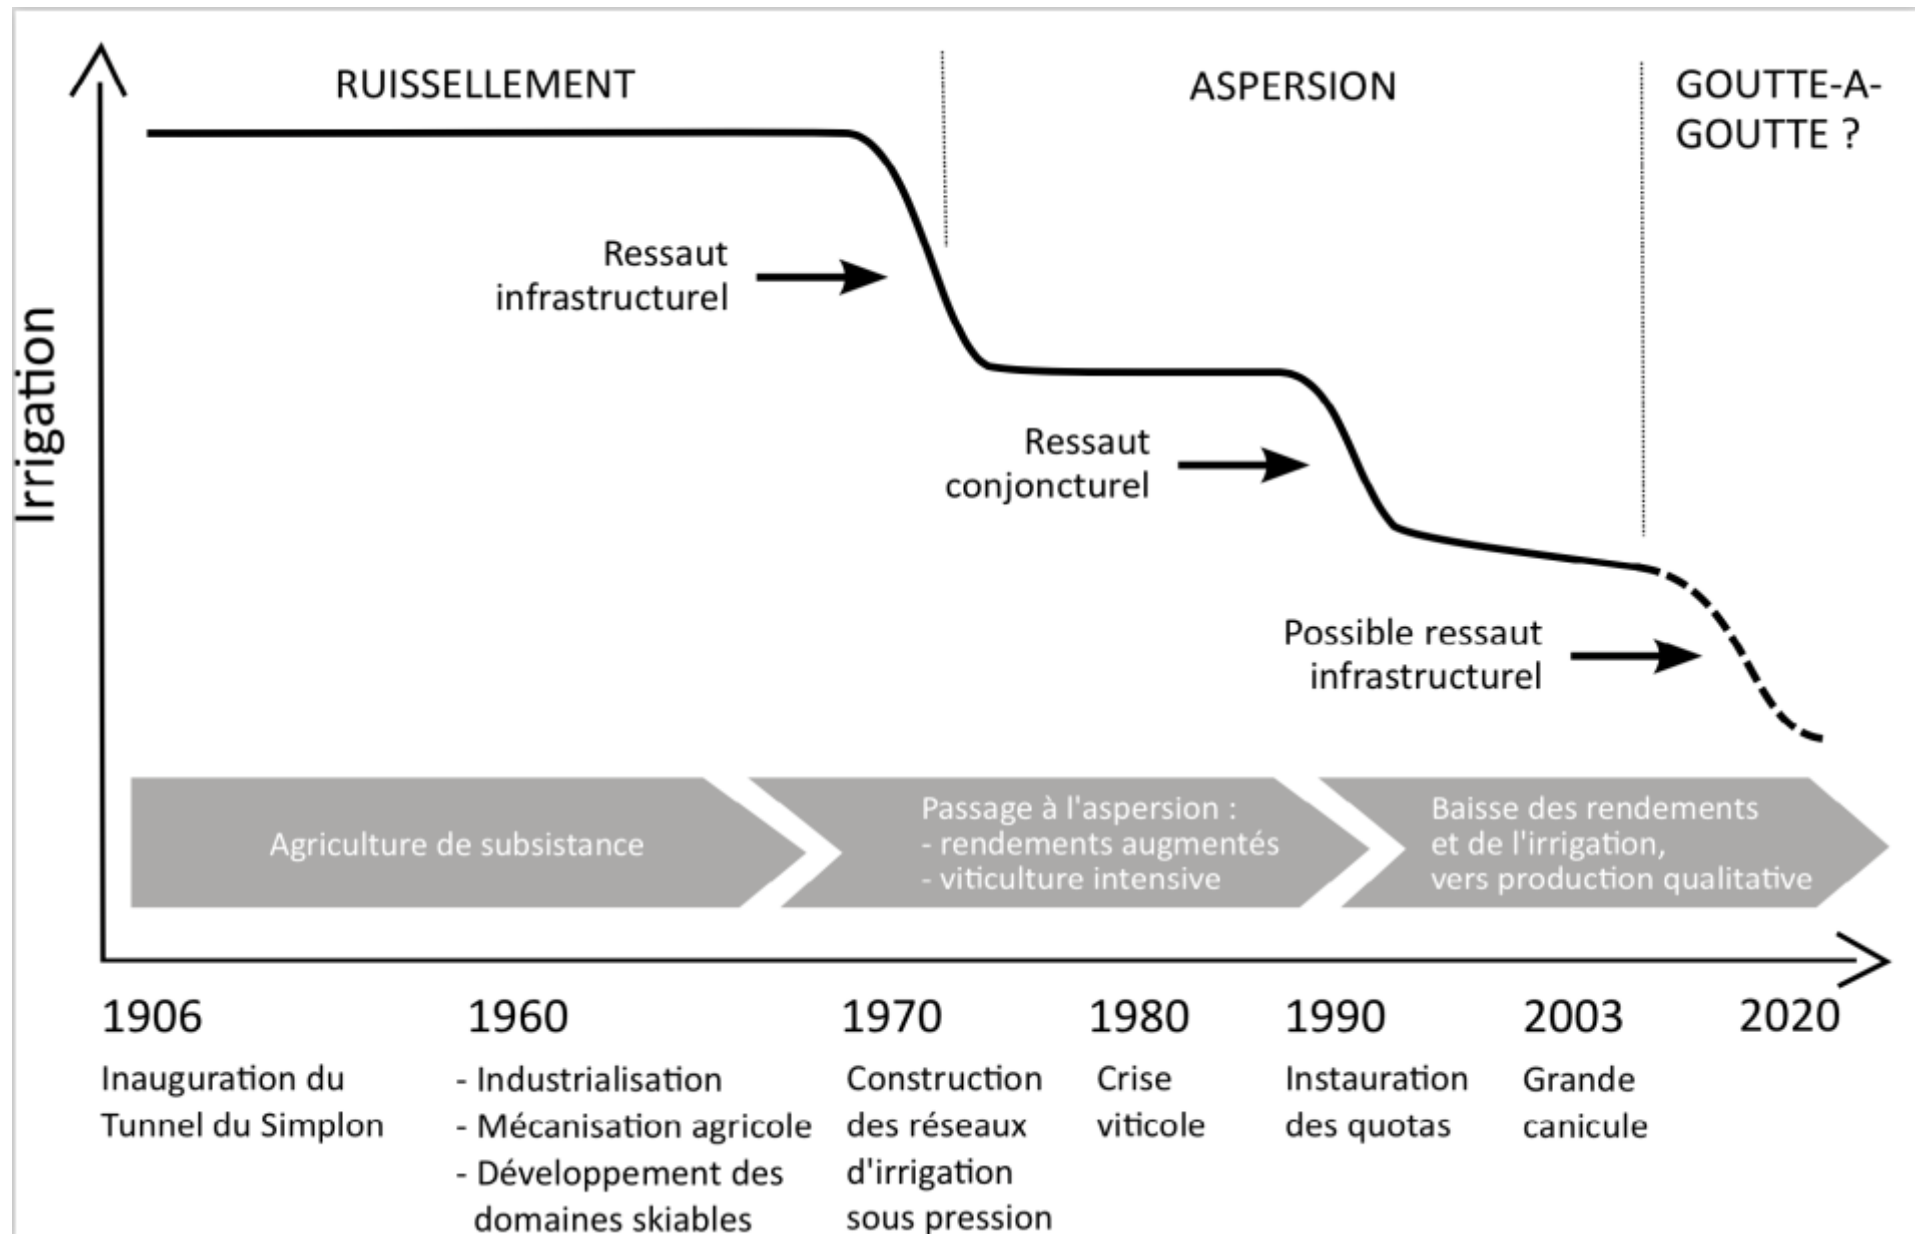 RUISSELLEMENT
ASPERSION
GOUTTE-A-
GOUTTE ?
Irrigation
Ressaut
infrastructurel
Ressaut
conjoncturel
Possible ressaut
infrastructurel
Agriculture de subsistance
Passage à l'aspersion :
- rendements augmentés
- viticulture intensive
Baisse des rendements
et de l'irrigation,
vers production qualitative
1906
Inauguration du
Tunnel du Simplon
1960
- Industrialisation
- Mécanisation agricole
- Développement des
domaines skiables
1970
Construction
des réseaux
d'irrigation
sous pression
1980
Crise
viticole
1990
Instauration
des quotas
2003
Grande
canicule
2020